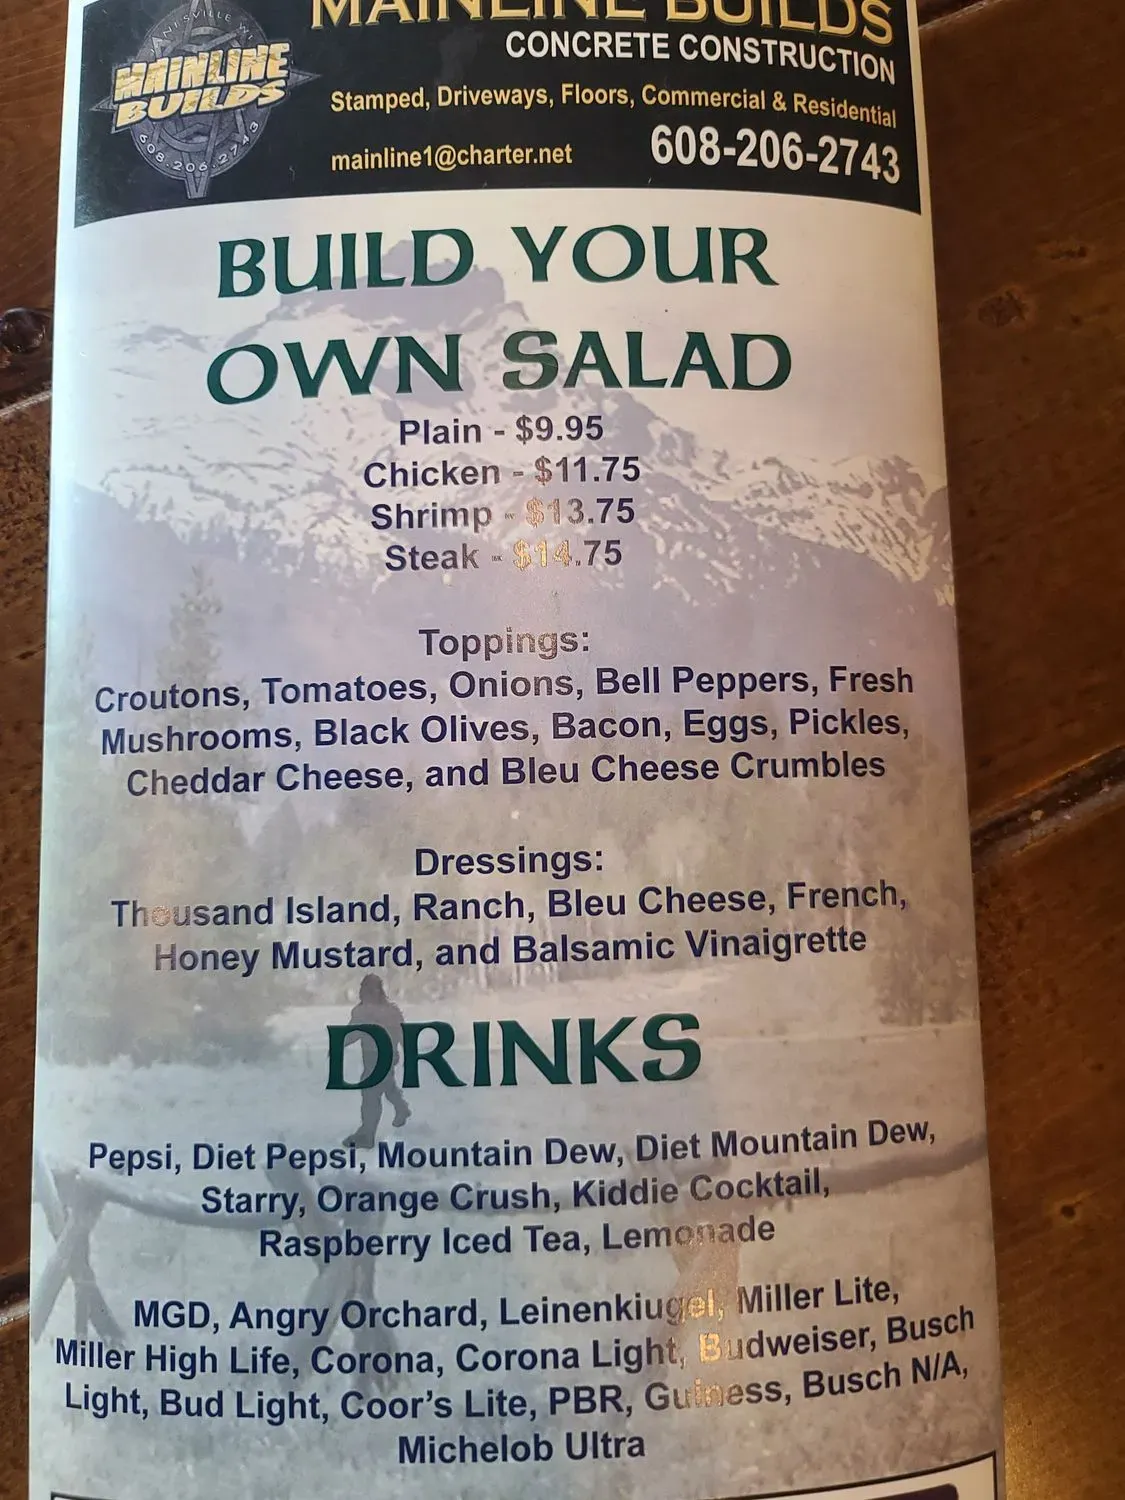 MAINLINE BUILDS
CONCRETE CONSTRUCTION
JANISVILLE WI
MAINLINE
BUILDS
608.206.2743
Stamped, Driveways, Floors, Commercial & Residential
mainline1@charter.net 608-206-2743
BUILD YOUR
OWN SALAD
Plain - $9.95
Chicken - $11.75
Shrimp - $13.75
Steak - $14.75
Toppings:
Croutons, Tomatoes, Onions, Bell Peppers, Fresh
Mushrooms, Black Olives, Bacon, Eggs, Pickles,
Cheddar Cheese, and Bleu Cheese Crumbles
Dressings:
Thousand Island, Ranch, Bleu Cheese, French,
Honey Mustard, and Balsamic Vinaigrette
DRINKS
Pepsi, Diet Pepsi, Mountain Dew, Diet Mountain Dew,
Starry, Orange Crush, Kiddie Cocktail,
Raspberry Iced Tea, Lemonade
MGD, Angry Orchard, Leinenkiugel, Miller Lite,
Miller High Life, Corona, Corona Light, Budweiser, Busch
Light, Bud Light, Coor's Lite, PBR, Guiness, Busch N/A,
Michelob Ultra